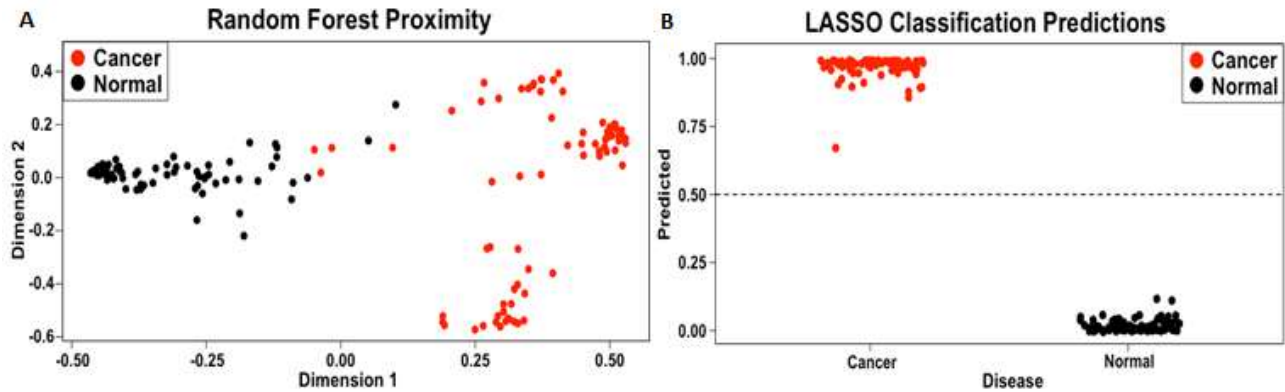 A
Random Forest Proximity
Cancer
Normal
Dimension 2
0.4
0.2
0.0
-0.2
-0.4
-0.6
-0.50
-0.25
0.00
0.25
0.50
Dimension 1
B
LASSO Classification Predictions
Cancer
Normal
Predicted
1.00
0.75
0.50
0.25
0.00
Cancer
Normal
Disease